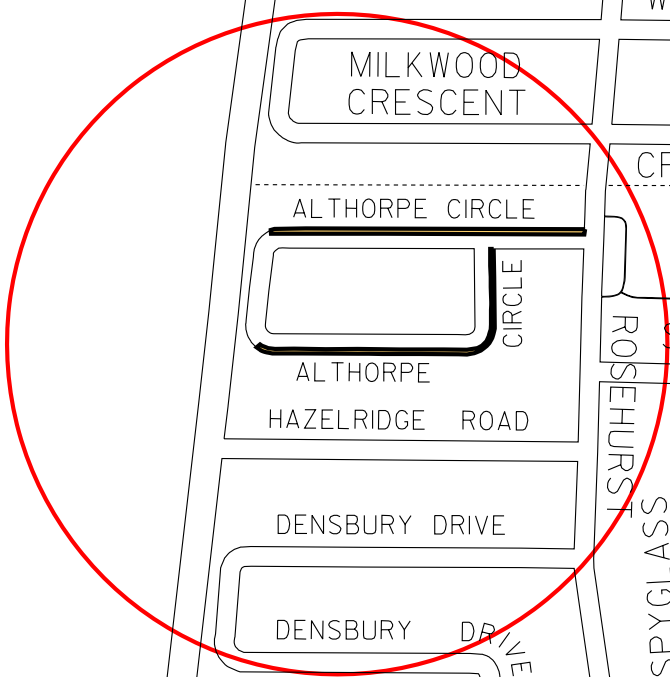 MILKWOOD
CRESCENT
ALTHORPE CIRCLE
CIRCLE
ALTHORPE
ROSEHURST
HAZELRIDGE ROAD
SPYGLASS
DENSBURY DRIVE
DENSBURY DRIVE